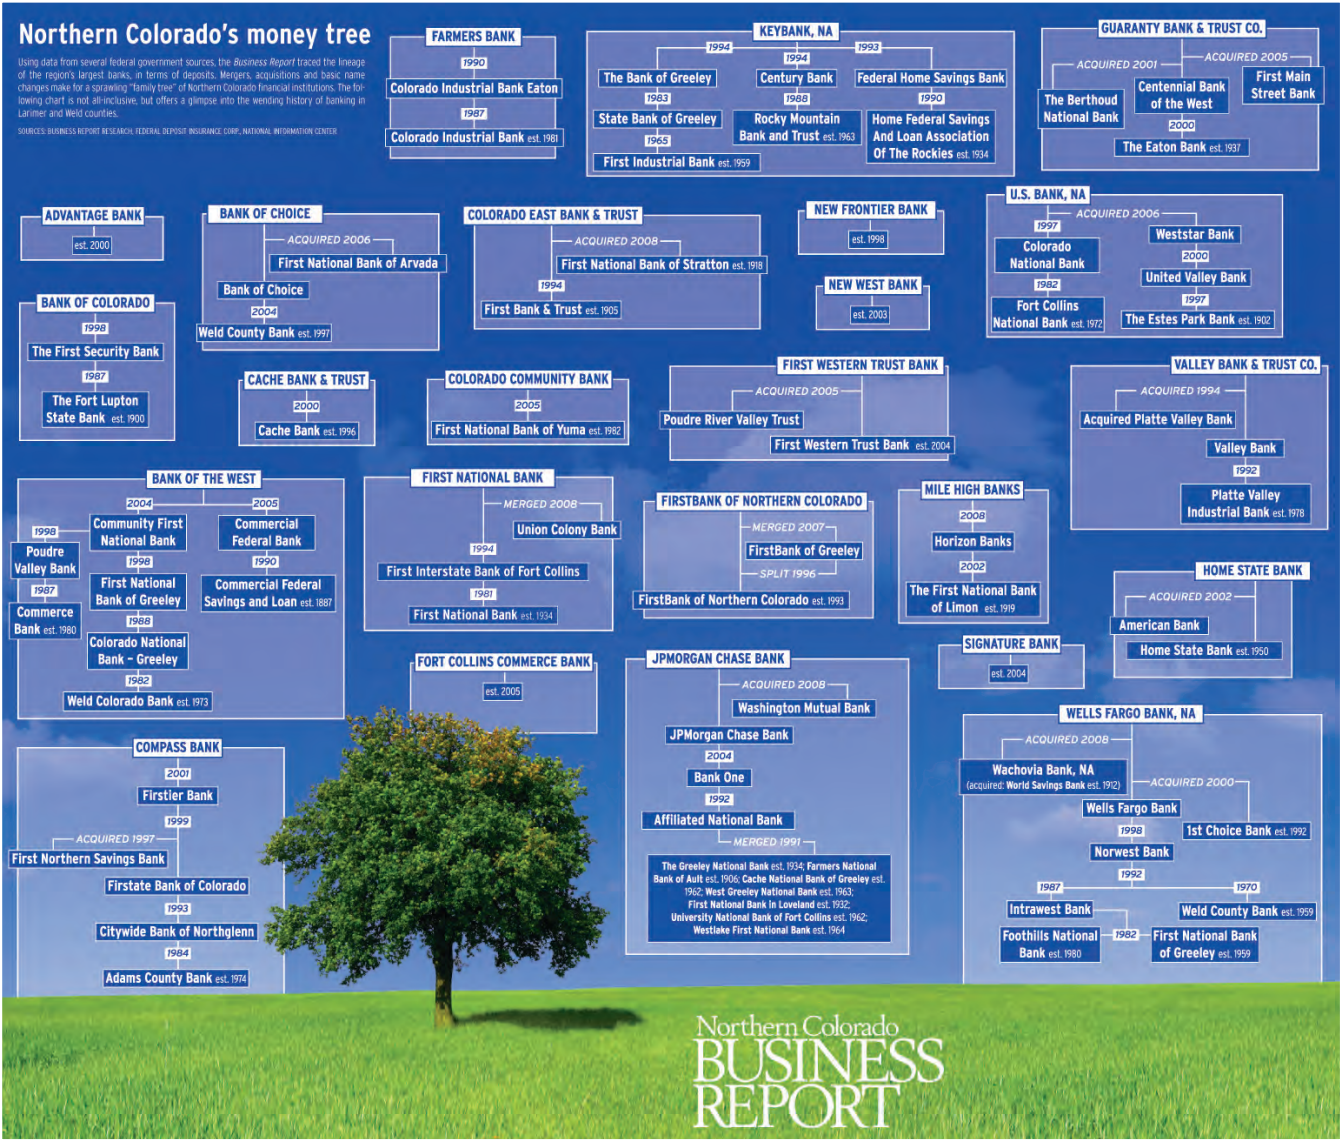 Northern Colorado's money tree
Using data from several federal government sources, the Business Report traced the lineage
of the region's largest banks, in terms of deposits. Mergers, acquisitions and basic name
changes make for a sprawling "family tree" of Northern Colorado financial institutions. The fol-
lowing chart is not all-inclusive, but offers a glimpse into the wending history of banking in
Larimer and Weld counties.
SOURCES: BUSINESS REPORT RESEARCH; FEDERAL DEPOSIT INSURANCE CORP., NATIONAL INFORMATION CENTER
FARMERS BANK
1990
Colorado Industrial Bank Eaton
1987
Colorado Industrial Bank est. 1981
KEYBANK, NA
1994
1994
1993
The Bank of Greeley
Century Bank
Federal Home Savings Bank
1983
1988
1990
State Bank of Greeley
Rocky Mountain
Bank and Trust est. 1963
Home Federal Savings
And Loan Association
Of The Rockies est. 1934
1965
First Industrial Bank est. 1959
GUARANTY BANK & TRUST CO.
ACQUIRED 2005
ACQUIRED 2001
First Main
Street Bank
Centennial Bank
of the West
The Berthoud
National Bank
2000
The Eaton Bank est. 1937
ADVANTAGE BANK
est. 2000
BANK OF CHOICE
ACQUIRED 2006
First National Bank of Arvada
Bank of Choice
2004
Weld County Bank est. 1997
COLORADO EAST BANK & TRUST
ACQUIRED 2008
First National Bank of Stratton est. 1918
1994
First Bank & Trust est. 1905
NEW FRONTIER BANK
est. 1998
NEW WEST BANK
est. 2003
U.S. BANK, NA
ACQUIRED 2006
1997
Colorado
National Bank
1982
Fort Collins
National Bank est. 1972
Weststar Bank
2000
United Valley Bank
1997
The Estes Park Bank est. 1902
BANK OF COLORADO
1998
The First Security Bank
1987
The Fort Lupton
State Bank est. 1900
CACHE BANK & TRUST
2000
Cache Bank est. 1996
COLORADO COMMUNITY BANK
2005
First National Bank of Yuma est. 1982
FIRST WESTERN TRUST BANK
ACQUIRED 2005
Poudre River Valley Trust
First Western Trust Bank est. 2004
VALLEY BANK & TRUST CO.
ACQUIRED 1994
Acquired Platte Valley Bank
Valley Bank
1992
Platte Valley
Industrial Bank est. 1978
BANK OF THE WEST
2004
2005
Community First
National Bank
Commercial
Federal Bank
1998
Poudre
Valley Bank
1987
Commerce
Bank est. 1980
1998
First National
Bank of Greeley
1988
Colorado National
Bank – Greeley
1982
Weld Colorado Bank est. 1973
1990
Commercial Federal
Savings and Loan est. 1887
FIRST NATIONAL BANK
MERGED 2008
Union Colony Bank
1994
First Interstate Bank of Fort Collins
1981
First National Bank est. 1934
FIRSTBANK OF NORTHERN COLORADO
MERGED 2007
FirstBank of Greeley
SPLIT 1996
FirstBank of Northern Colorado est. 1993
MILE HIGH BANKS
2008
Horizon Banks
2002
The First National Bank
of Limon est. 1919
HOME STATE BANK
ACQUIRED 2002
American Bank
Home State Bank est. 1950
FORT COLLINS COMMERCE BANK
est. 2005
JPMORGAN CHASE BANK
ACQUIRED 2008
Washington Mutual Bank
JPMorgan Chase Bank
2004
Bank One
1992
Affiliated National Bank
MERGED 1991
The Greeley National Bank est. 1934; Farmers National
Bank of Ault est. 1906; Cache National Bank of Greeley est.
1962; West Greeley National Bank est. 1963;
First National Bank in Loveland est. 1932;
University National Bank of Fort Collins est. 1962;
Westlake First National Bank est. 1964
SIGNATURE BANK
est. 2004
WELLS FARGO BANK, NA
ACQUIRED 2008
Wachovia Bank, NA
(acquired: World Savings Bank est. 1912)
ACQUIRED 2000
Wells Fargo Bank
1st Choice Bank est. 1992
1998
Norwest Bank
1992
1987
1970
Intrawest Bank
Weld County Bank est. 1959
Foothills National
Bank est. 1980
1982
First National Bank
of Greeley est. 1959
COMPASS BANK
2001
Firstier Bank
1999
ACQUIRED 1997
First Northern Savings Bank
Firstate Bank of Colorado
1993
Citywide Bank of Northglenn
1984
Adams County Bank est. 1974
Northern Colorado
BUSINESS
REPORT